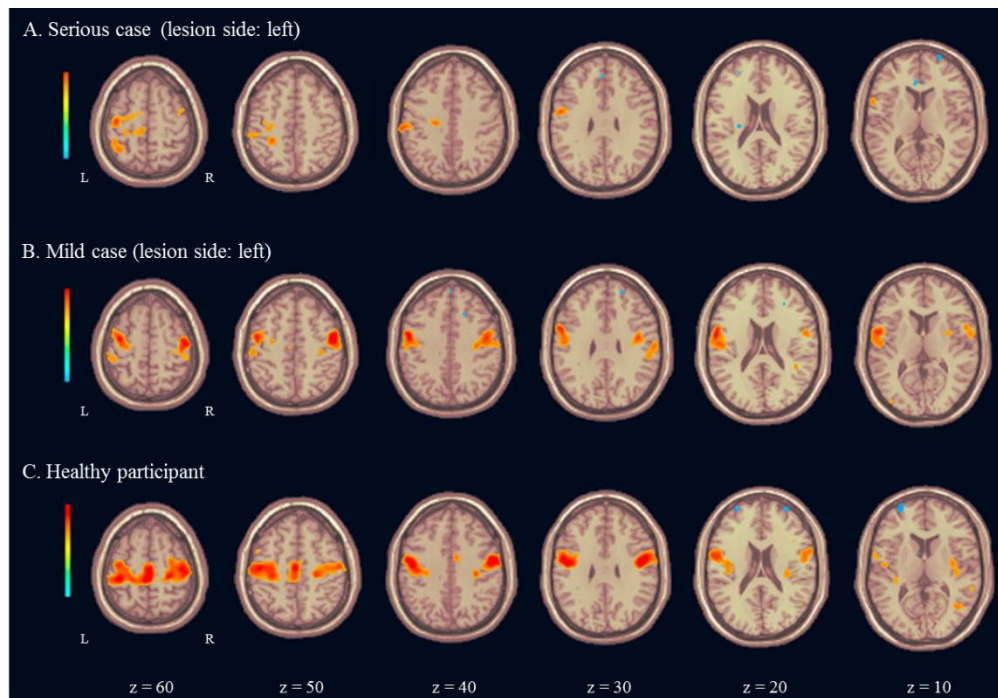 A. Serious case (lesion side: left)
L R
B. Mild case (lesion side: left)
L R
C. Healthy participant
L R
z = 60 z = 50 z = 40 z = 30 z = 20 z = 10